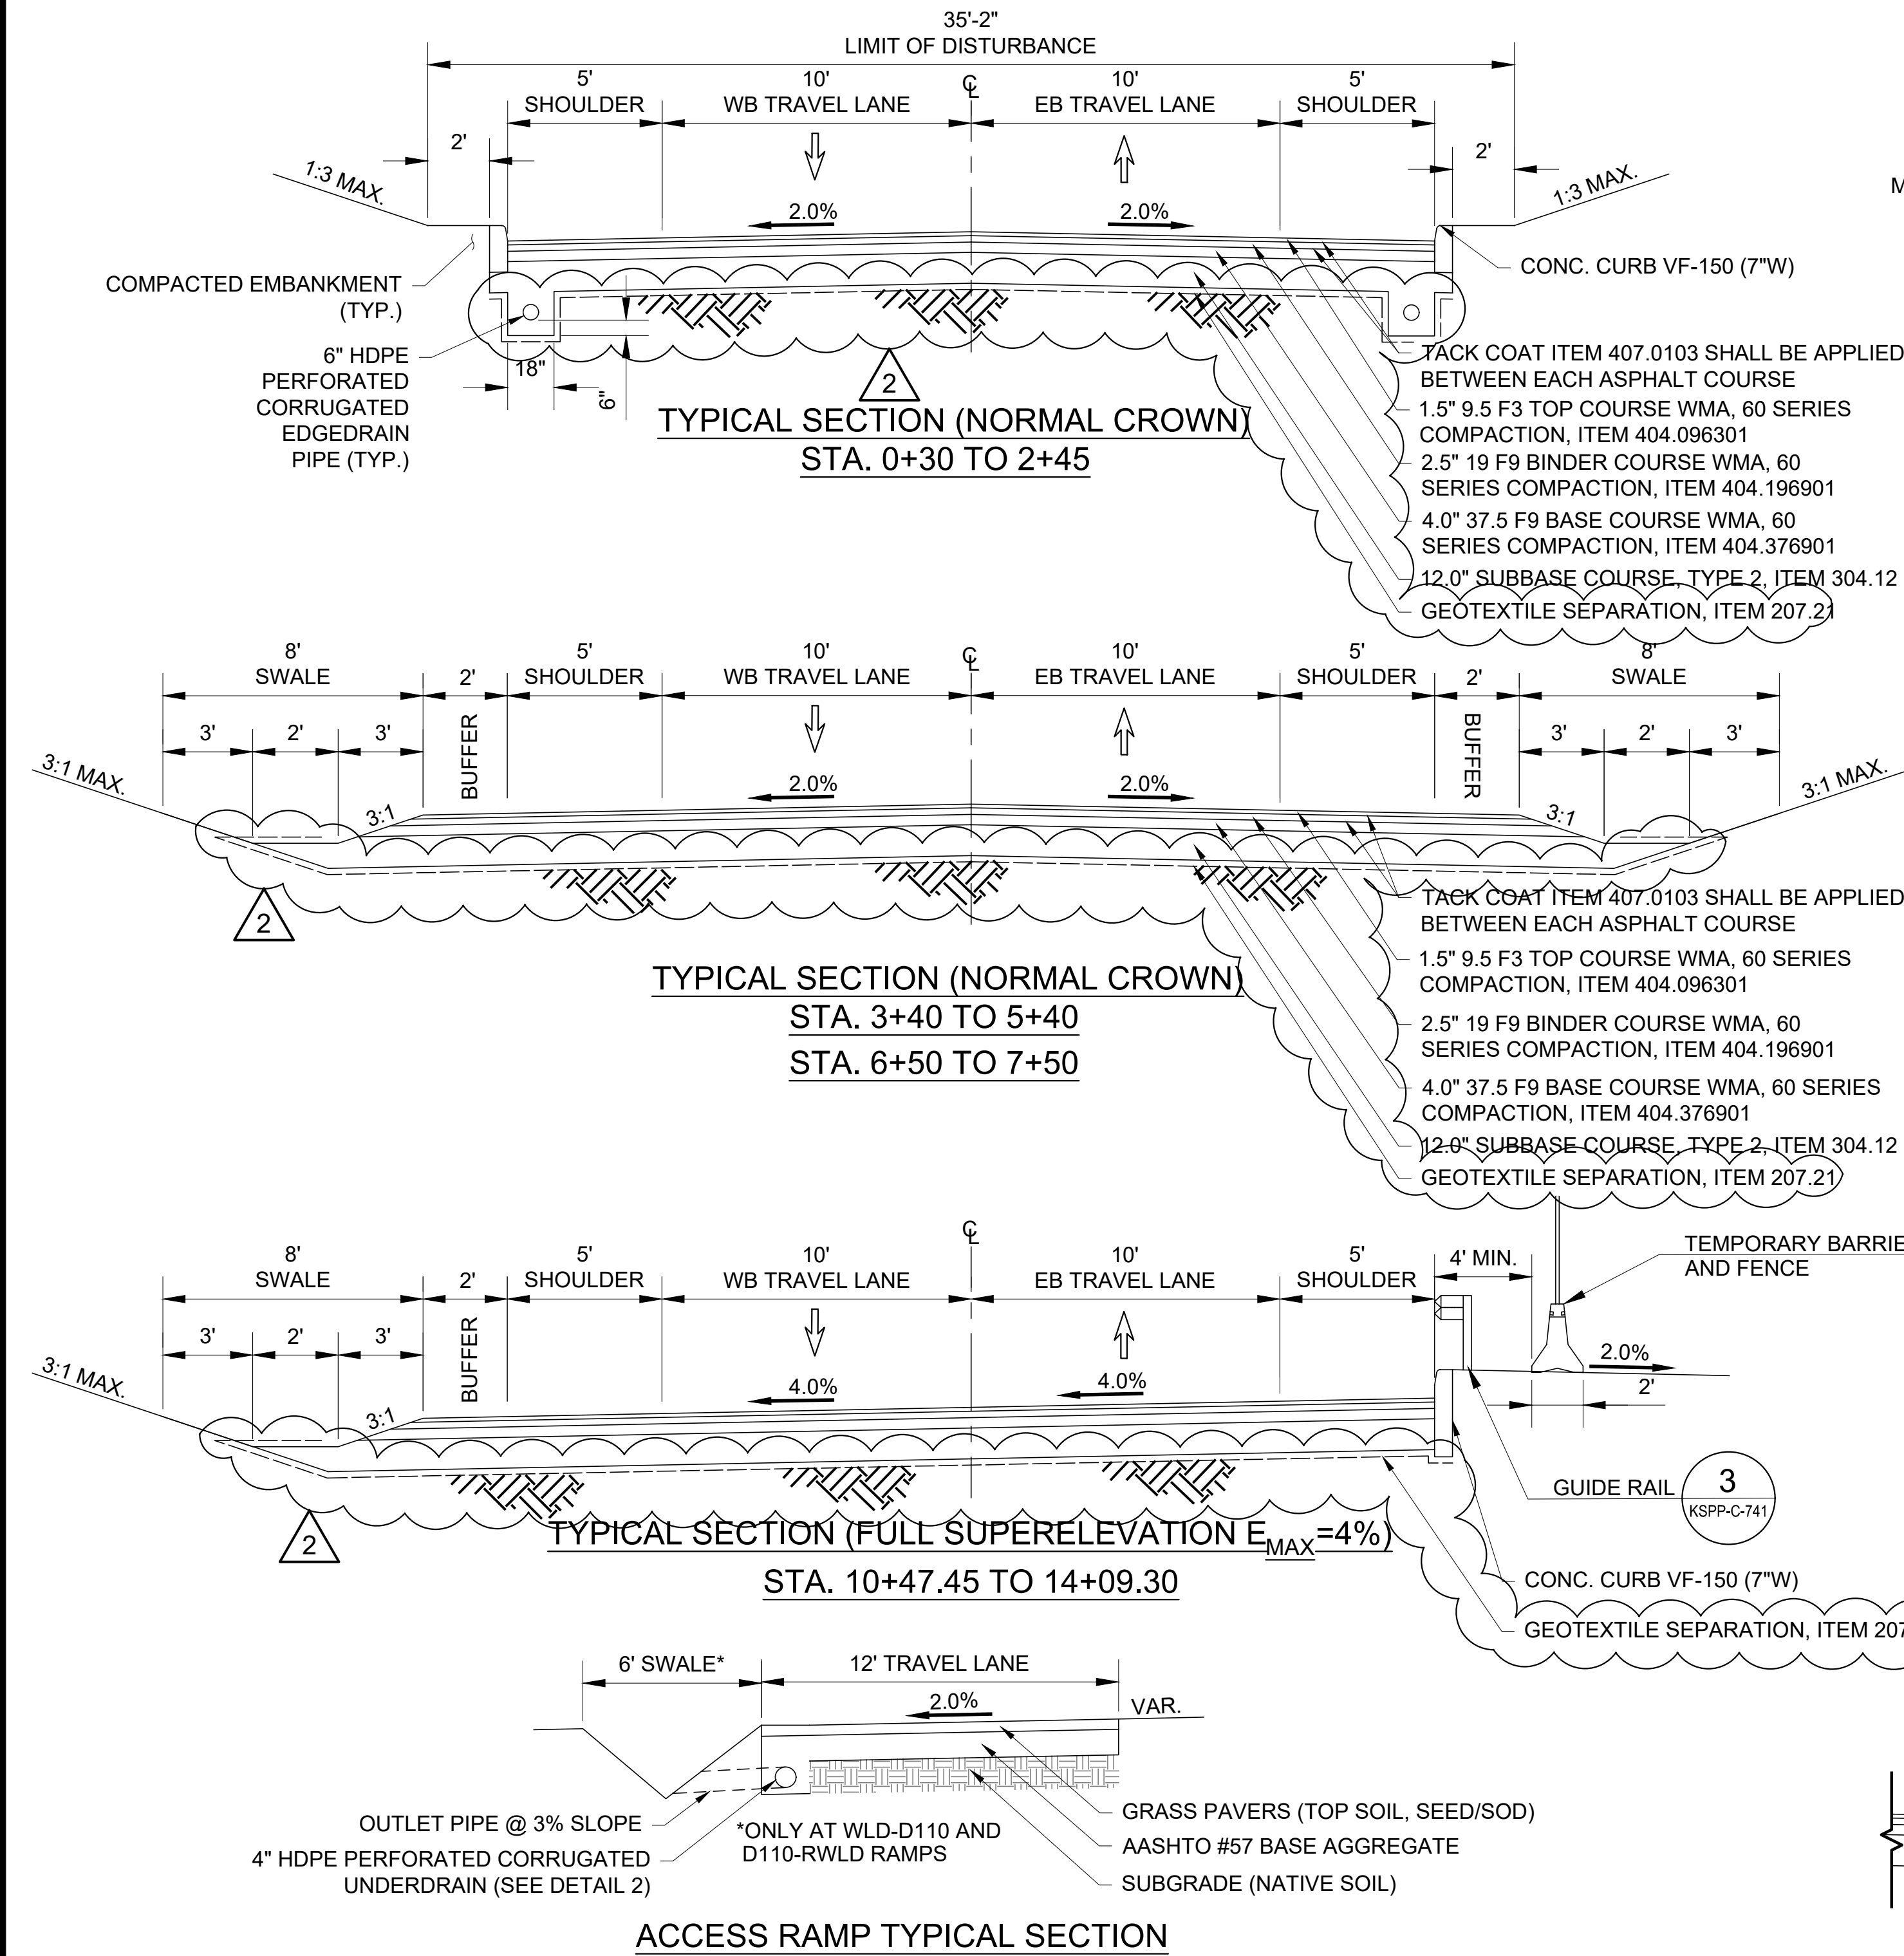 35'-2"
LIMIT OF DISTURBANCE
5'
SHOULDER
10'
WB TRAVEL LANE
℄
10'
EB TRAVEL LANE
5'
SHOULDER
2'
2'
1:3 MAX.
1:3 MAX.
2.0%
2.0%
COMPACTED EMBANKMENT
(TYP.)
CONC. CURB VF-150 (7"W)
6" HDPE
PERFORATED
CORRUGATED
EDGEDRAIN
PIPE (TYP.)
18"
6"
2
TACK COAT ITEM 407.0103 SHALL BE APPLIED
BETWEEN EACH ASPHALT COURSE
1.5" 9.5 F3 TOP COURSE WMA, 60 SERIES
COMPACTION, ITEM 404.096301
2.5" 19 F9 BINDER COURSE WMA, 60
SERIES COMPACTION, ITEM 404.196901
4.0" 37.5 F9 BASE COURSE WMA, 60
SERIES COMPACTION, ITEM 404.376901
12.0" SUBBASE COURSE, TYPE 2, ITEM 304.12
GEOTEXTILE SEPARATION, ITEM 207.21
TYPICAL SECTION (NORMAL CROWN)
STA. 0+30 TO 2+45
8'
SWALE
2'
BUFFER
5'
SHOULDER
10'
WB TRAVEL LANE
℄
10'
EB TRAVEL LANE
5'
SHOULDER
2'
BUFFER
8'
SWALE
3'
2'
3'
3'
2'
3'
3:1 MAX.
3:1
2.0%
2.0%
3:1
3:1 MAX.
2
TACK COAT ITEM 407.0103 SHALL BE APPLIED
BETWEEN EACH ASPHALT COURSE
1.5" 9.5 F3 TOP COURSE WMA, 60 SERIES
COMPACTION, ITEM 404.096301
2.5" 19 F9 BINDER COURSE WMA, 60
SERIES COMPACTION, ITEM 404.196901
4.0" 37.5 F9 BASE COURSE WMA, 60 SERIES
COMPACTION, ITEM 404.376901
12.0" SUBBASE COURSE, TYPE 2, ITEM 304.12
GEOTEXTILE SEPARATION, ITEM 207.21
TYPICAL SECTION (NORMAL CROWN)
STA. 3+40 TO 5+40
STA. 6+50 TO 7+50
8'
SWALE
2'
BUFFER
5'
SHOULDER
10'
WB TRAVEL LANE
℄
10'
EB TRAVEL LANE
5'
SHOULDER
4' MIN.
TEMPORARY BARRIE
AND FENCE
3'
2'
3'
3:1 MAX.
3:1
4.0%
4.0%
2.0%
2'
2
GUIDE RAIL
3
KSPP-C-741
CONC. CURB VF-150 (7"W)
GEOTEXTILE SEPARATION, ITEM 207
TYPICAL SECTION (FULL SUPERELEVATION EMAX=4%)
STA. 10+47.45 TO 14+09.30
6' SWALE*
12' TRAVEL LANE
2.0%
VAR.
OUTLET PIPE @ 3% SLOPE
4" HDPE PERFORATED CORRUGATED
UNDERDRAIN (SEE DETAIL 2)
*ONLY AT WLD-D110 AND
D110-RWLD RAMPS
GRASS PAVERS (TOP SOIL, SEED/SOD)
AASHTO #57 BASE AGGREGATE
SUBGRADE (NATIVE SOIL)
ACCESS RAMP TYPICAL SECTION
M